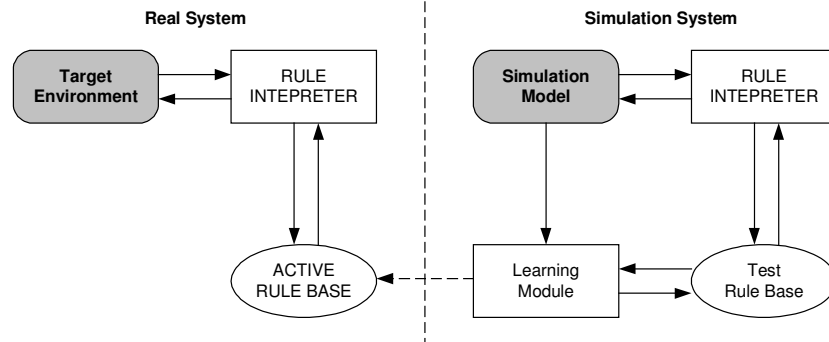 Real System
Simulation System
Target
Environment
RULE
INTEPRETER
Simulation
Model
RULE
INTEPRETER
ACTIVE
RULE BASE
Learning
Module
Test
Rule Base